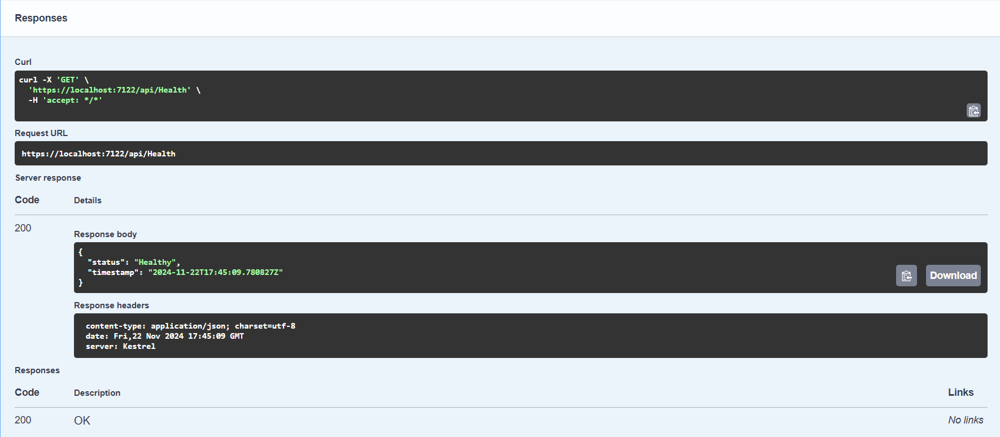 Responses
Curl
curl -X 'GET' \
  'https://localhost:7122/api/Health' \
  -H 'accept: */*'
Request URL
https://localhost:7122/api/Health
Server response
Code Details
200
Response body
{
  "status": "Healthy",
  "timestamp": "2024-11-22T17:45:09.780827Z"
}
Download
Response headers
content-type: application/json; charset=utf-8
date: Fri,22 Nov 2024 17:45:09 GMT
server: Kestrel
Responses
Code Description Links
200 OK No links